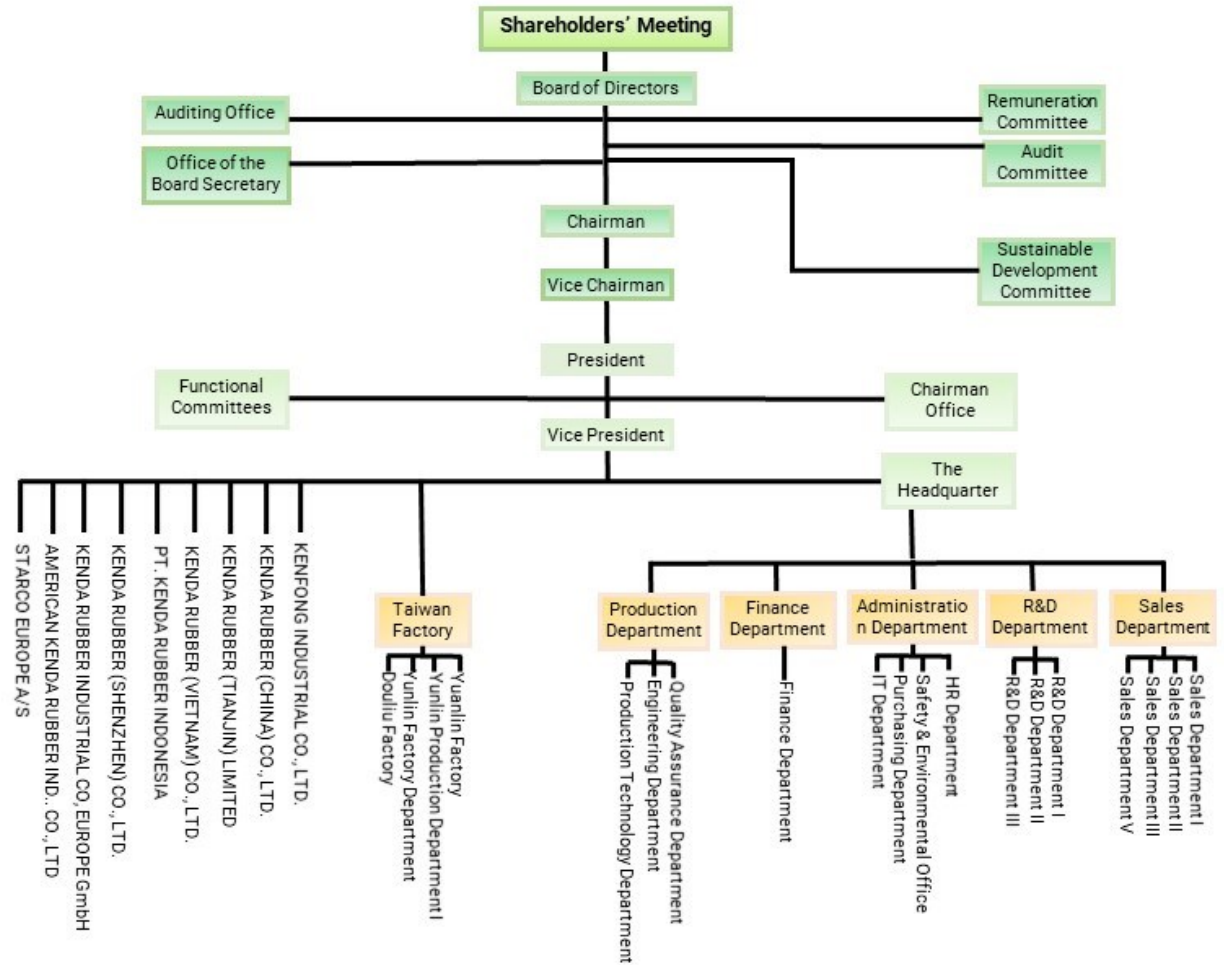 Shareholders’ Meeting
Board of Directors
Auditing Office
Remuneration
Committee
Office of the
Board Secretary
Audit
Committee
Chairman
Sustainable
Development
Committee
Vice Chairman
President
Functional
Committees
Chairman
Office
Vice President
The
Headquarter
STARCO EUROPE A/S
AMERICAN KENDA RUBBER IND.. CO., LTD
KENDA RUBBER INDUSTRIAL CO, EUROPE GmbH
KENDA RUBBER (SHENZHEN) CO., LTD.
PT. KENDA RUBBER INDONESIA
KENDA RUBBER (VIETNAM) CO., LTD.
KENDA RUBBER (TIANJIN) LIMITED
KENDA RUBBER (CHINA) CO., LTD.
KENFONG INDUSTRIAL CO., LTD.
Taiwan
Factory
Douliu Factory
Yunlin Factory Department
Yunlin Production Department I
Yuanlin Factory
Production
Department
Production Technology Department
Engineering Department
Quality Assurance Department
Finance
Department
Finance Department
Administratio
n Department
IT Department
Purchasing Department
Safety & Environmental Office
HR Department
R&D
Department
R&D Department III
R&D Department II
R&D Department I
Sales
Department
Sales Department V
Sales Department III
Sales Department II
Sales Department I